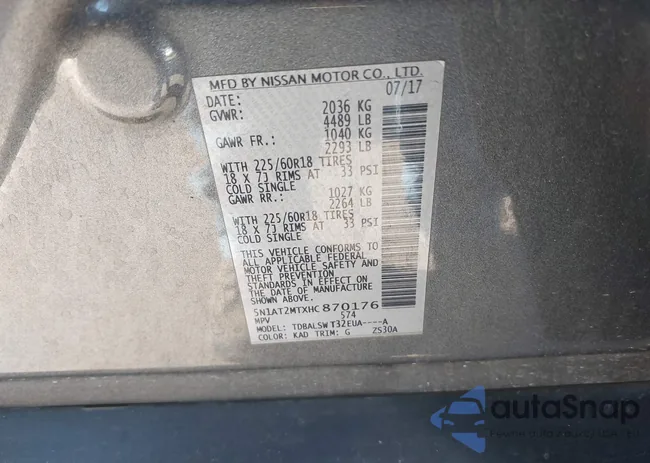 MFD BY NISSAN MOTOR CO., LTD.
DATE: 07/17
GVWR: 2036 KG
4489 LB
GAWR FR.: 1040 KG
2293 LB
WITH 225/60R18 TIRES
18 X 7J RIMS AT 33 PSI
COLD SINGLE
GAWR RR.: 1027 KG
2264 LB
WITH 225/60R18 TIRES
18 X 7J RIMS AT 33 PSI
COLD SINGLE
THIS VEHICLE CONFORMS TO
ALL APPLICABLE FEDERAL
MOTOR VEHICLE SAFETY AND
THEFT PREVENTION
STANDARDS IN EFFECT ON THE
DATE OF MANUFACTURE
SHOWN ABOVE.
5N1AT2MTXHC870176
MPV 574
MODEL: TDBALSW T32EUA----A
COLOR: KAD TRIM: G ZS30A
autoSnap